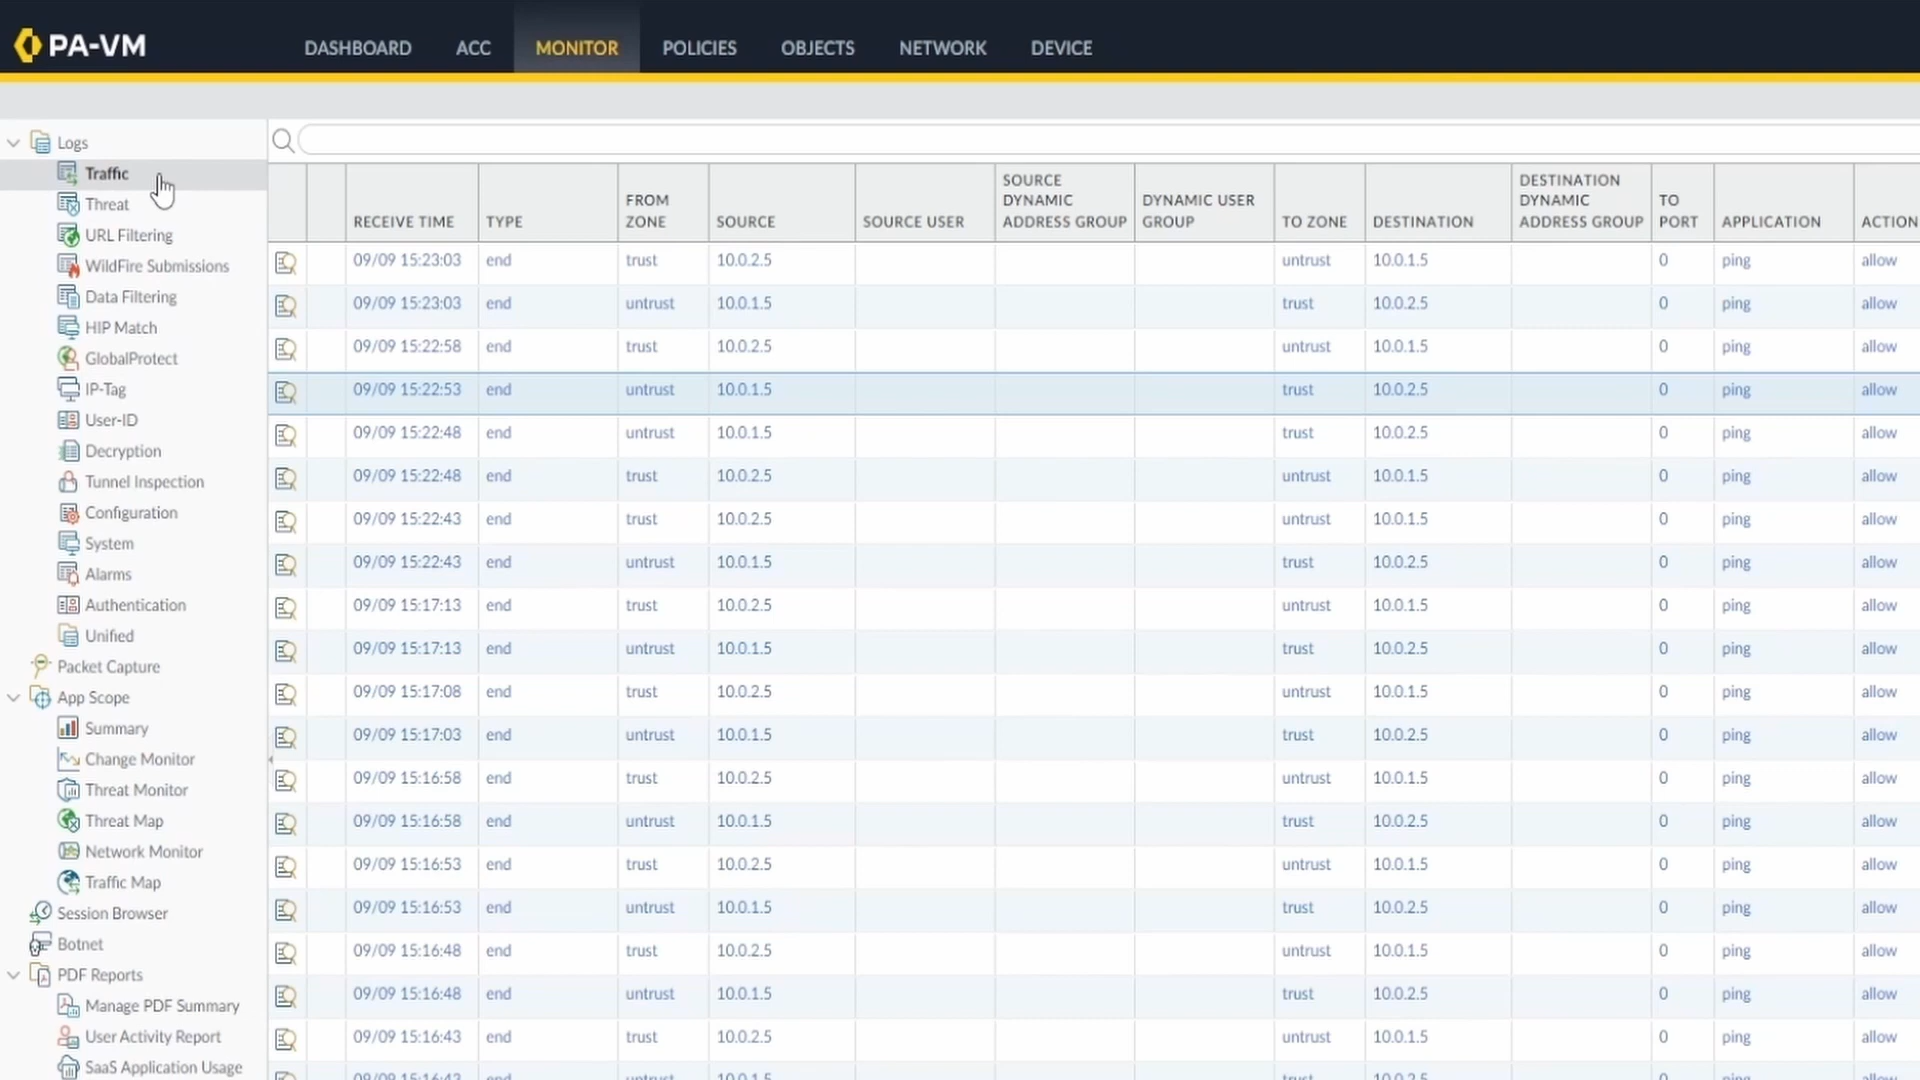 PA-VM
DASHBOARD ACC MONITOR POLICIES OBJECTS NETWORK DEVICE
Logs
Traffic
Threat
URL Filtering
WildFire Submissions
Data Filtering
HIP Match
GlobalProtect
IP-Tag
User-ID
Decryption
Tunnel Inspection
Configuration
System
Alarms
Authentication
Unified
Packet Capture
App Scope
Summary
Change Monitor
Threat Monitor
Threat Map
Network Monitor
Traffic Map
Session Browser
Botnet
PDF Reports
Manage PDF Summary
User Activity Report
SaaS Application Usage
RECEIVE TIME TYPE FROM ZONE SOURCE SOURCE USER SOURCE DYNAMIC ADDRESS GROUP DYNAMIC USER GROUP TO ZONE DESTINATION DESTINATION DYNAMIC ADDRESS GROUP TO PORT APPLICATION ACTION
09/09 15:23:03 end trust 10.0.2.5 untrust 10.0.1.5 0 ping allow
09/09 15:23:03 end untrust 10.0.1.5 trust 10.0.2.5 0 ping allow
09/09 15:22:58 end trust 10.0.2.5 untrust 10.0.1.5 0 ping allow
09/09 15:22:53 end untrust 10.0.1.5 trust 10.0.2.5 0 ping allow
09/09 15:22:48 end untrust 10.0.1.5 trust 10.0.2.5 0 ping allow
09/09 15:22:48 end trust 10.0.2.5 untrust 10.0.1.5 0 ping allow
09/09 15:22:43 end trust 10.0.2.5 untrust 10.0.1.5 0 ping allow
09/09 15:22:43 end untrust 10.0.1.5 trust 10.0.2.5 0 ping allow
09/09 15:17:13 end trust 10.0.2.5 untrust 10.0.1.5 0 ping allow
09/09 15:17:13 end untrust 10.0.1.5 trust 10.0.2.5 0 ping allow
09/09 15:17:08 end trust 10.0.2.5 untrust 10.0.1.5 0 ping allow
09/09 15:17:03 end untrust 10.0.1.5 trust 10.0.2.5 0 ping allow
09/09 15:16:58 end trust 10.0.2.5 untrust 10.0.1.5 0 ping allow
09/09 15:16:58 end untrust 10.0.1.5 trust 10.0.2.5 0 ping allow
09/09 15:16:53 end trust 10.0.2.5 untrust 10.0.1.5 0 ping allow
09/09 15:16:53 end untrust 10.0.1.5 trust 10.0.2.5 0 ping allow
09/09 15:16:48 end trust 10.0.2.5 untrust 10.0.1.5 0 ping allow
09/09 15:16:48 end untrust 10.0.1.5 trust 10.0.2.5 0 ping allow
09/09 15:16:43 end trust 10.0.2.5 untrust 10.0.1.5 0 ping allow